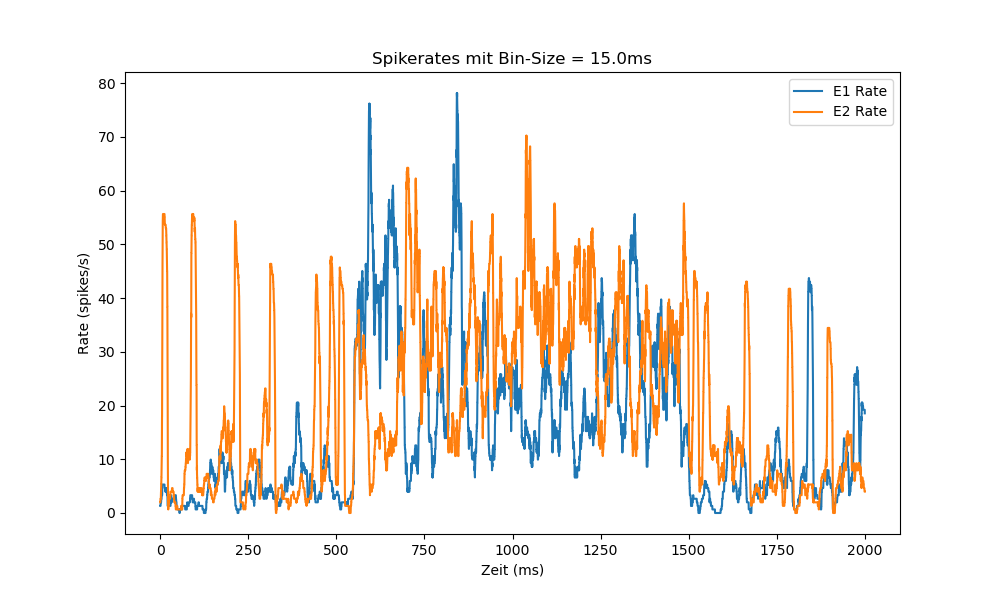 Spikerates mit Bin-Size = 15.0ms
E1 Rate
E2 Rate
80
70
60
50
40
30
20
10
0
Rate (spikes/s)
0 250 500 750 1000 1250 1500 1750 2000
Zeit (ms)